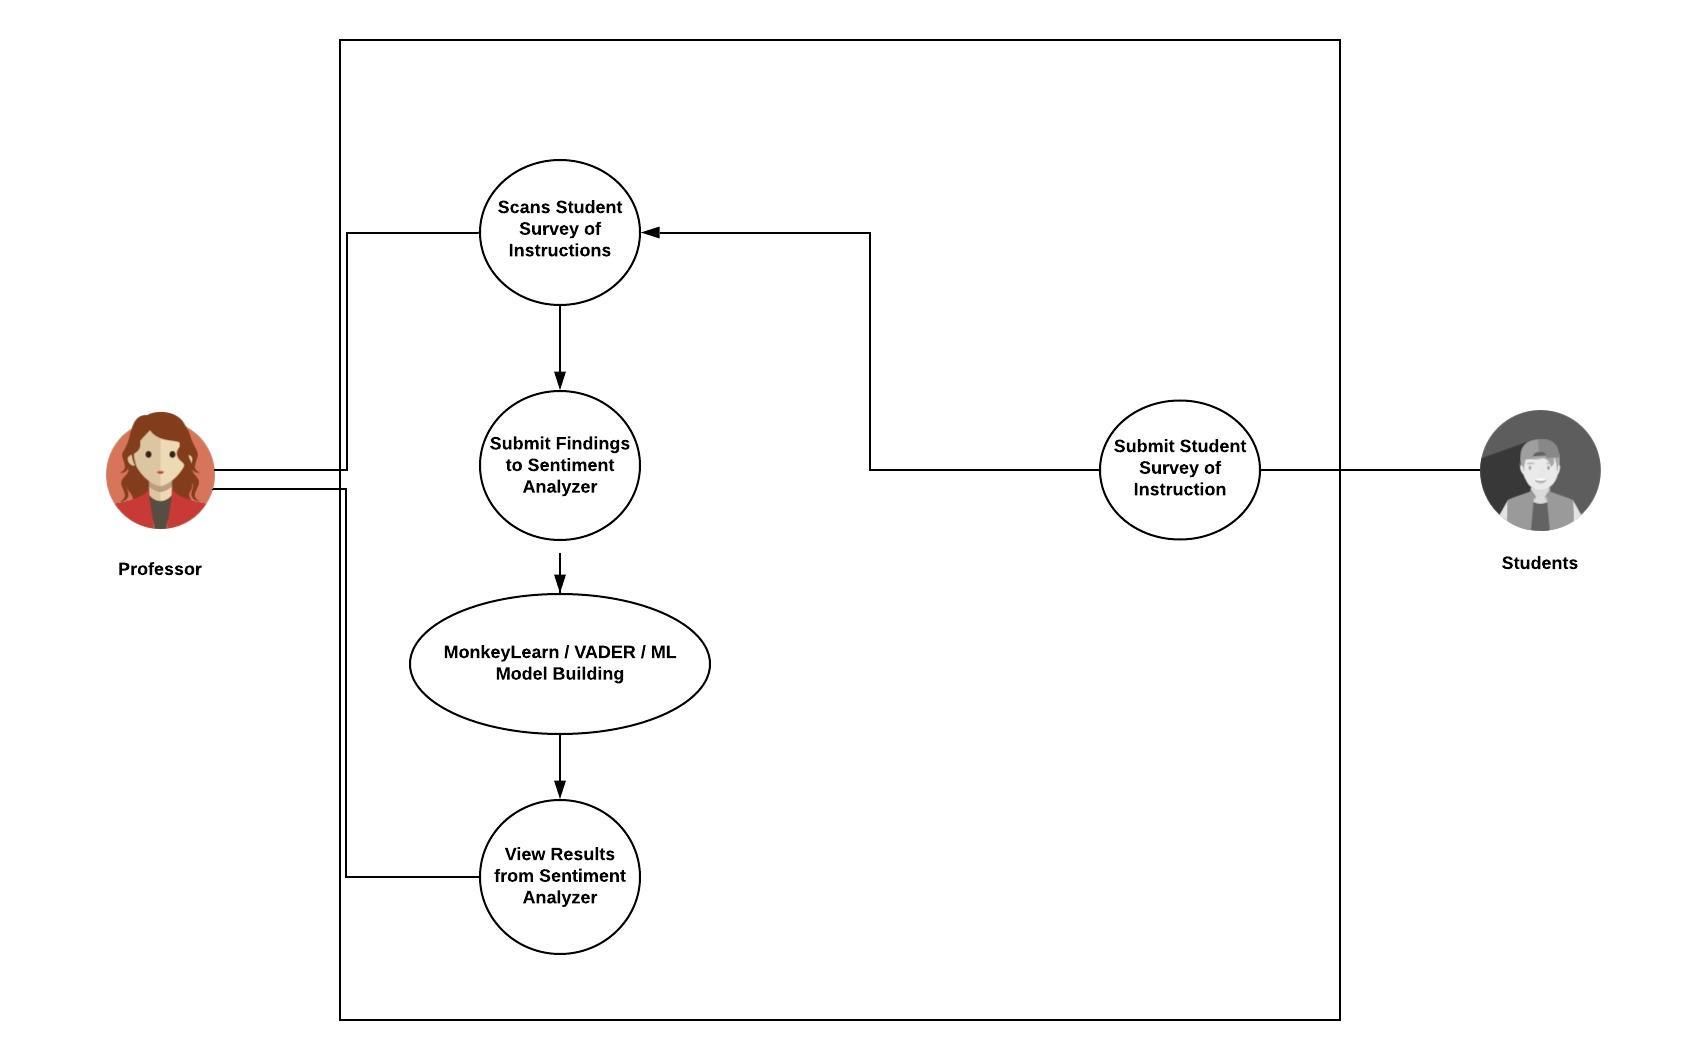 Scans Student
Survey of
Instructions
Submit Findings
to Sentiment
Analyzer
Submit Student
Survey of
Instruction
Professor
Students
MonkeyLearn / VADER / ML
Model Building
View Results
from Sentiment
Analyzer